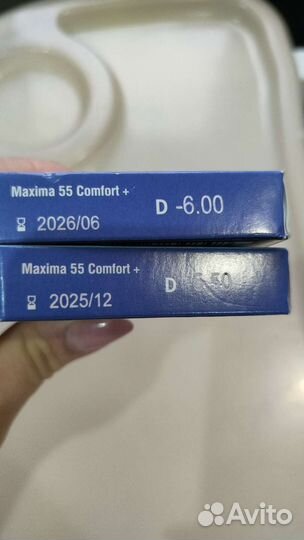 Maxima 55 Comfort +
D -6.00
2026/06
Maxima 55 Comfort +
D
2025/12
Avito